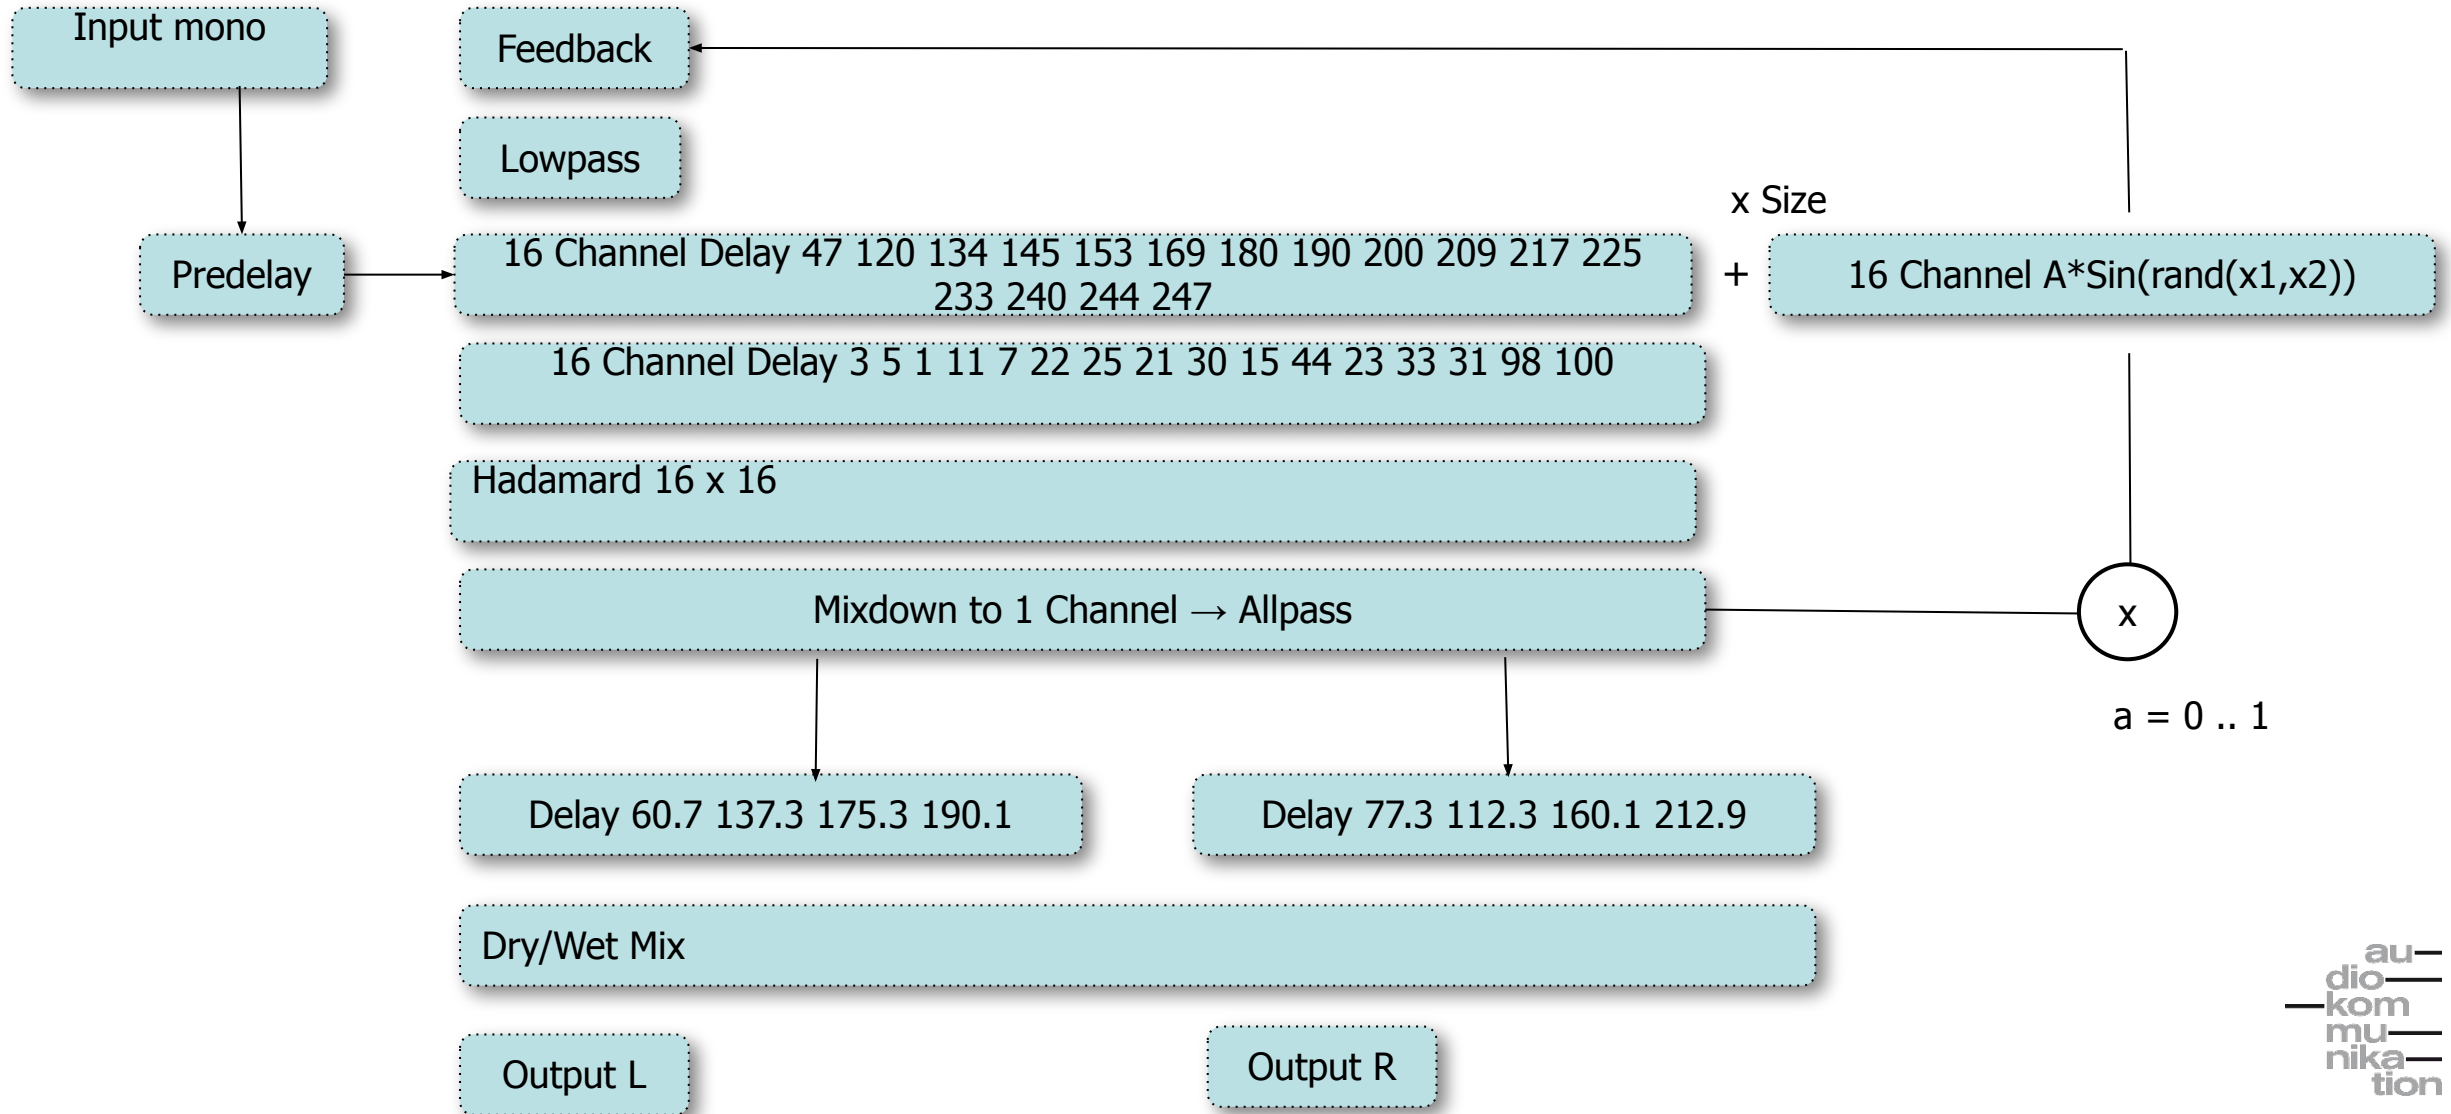 Input mono
Feedback
Lowpass
x Size
Predelay
16 Channel Delay 47 120 134 145 153 169 180 190 200 209 217 225
233 240 244 247
+
16 Channel A*Sin(rand(x1,x2))
16 Channel Delay 3 5 1 11 7 22 25 21 30 15 44 23 33 31 98 100
Hadamard 16 x 16
Mixdown to 1 Channel → Allpass
x
a = 0 .. 1
Delay 60.7 137.3 175.3 190.1
Delay 77.3 112.3 160.1 212.9
Dry/Wet Mix
Output L
Output R
au
dio
kom
mu
nika
tion